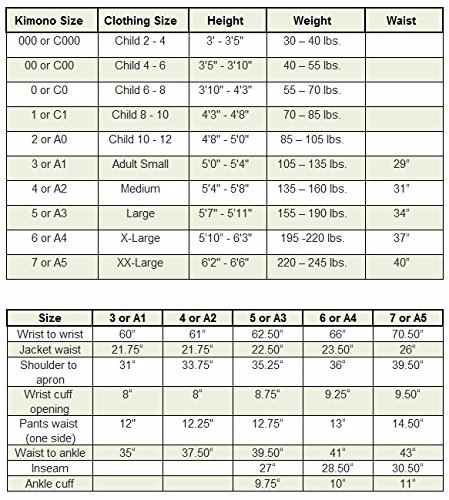 Kimono Size Clothing Size Height Weight Waist
000 or C000 Child 2 - 4 3' - 3'5" 30 – 40 lbs.
00 or C00 Child 4 - 6 3'5" - 3'10" 40 – 55 lbs.
0 or C0 Child 6 - 8 3'10" – 4'3" 55 – 70 lbs.
1 or C1 Child 8 - 10 4'3" - 4'8" 70 – 85 lbs.
2 or A0 Child 10 - 12 4'8" - 5'0" 85 – 105 lbs.
3 or A1 Adult Small 5'0" - 5'4" 105 – 135 lbs. 29"
4 or A2 Medium 5'4" - 5'8" 135 – 160 lbs. 31"
5 or A3 Large 5'7" - 5'11" 155 – 190 lbs. 34"
6 or A4 X-Large 5'10" - 6'3" 195 -220 lbs. 37"
7 or A5 XX-Large 6'2" - 6'6" 220 – 245 lbs. 40"
Size 3 or A1 4 or A2 5 or A3 6 or A4 7 or A5
Wrist to wrist 60" 61" 62.50" 66" 70.50"
Jacket waist 21.75" 21.75" 22.50" 23.50" 26"
Shoulder to
apron 31" 33.75" 35.25" 36" 39.50"
Wrist cuff
opening 8" 8" 8.75" 9.25" 9.50"
Pants waist
(one side) 12" 12.25" 12.75" 13" 14.50"
Waist to ankle 35" 37.50" 39.50" 41" 43"
Inseam 27" 28.50" 30.50"
Ankle cuff 9.75" 10" 11"